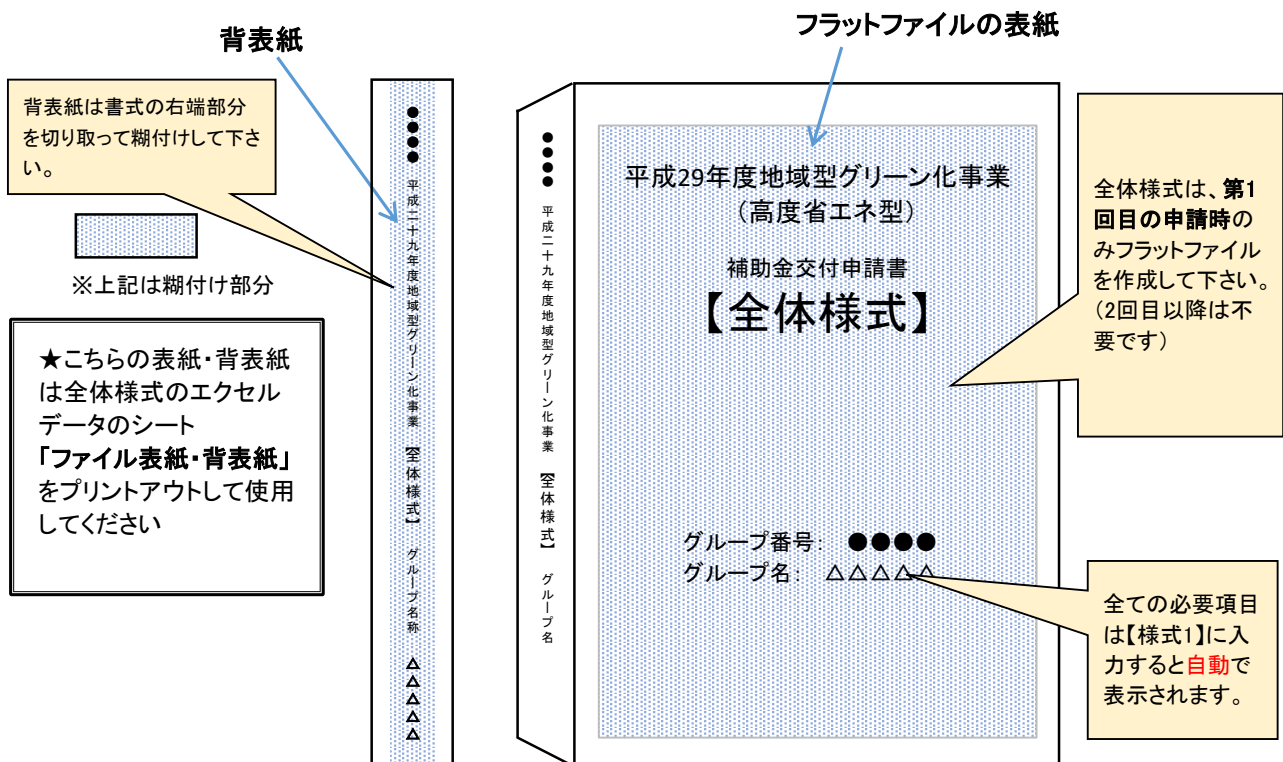 背表紙
フラットファイルの表紙
背表紙は書式の右端部分
を切り取って糊付けして下さ
い。
※上記は糊付け部分
★こちらの表紙・背表紙
は全体様式のエクセル
データのシート
「ファイル表紙・背表紙」
をプリントアウトして使用
してください
●●●● 平成二十九年度地域型グリーン化事業 【全体様式】 グループ名称 △△△△△
●●●● 平成二十九年度地域型グリーン化事業 【全体様式】 グループ名
平成29年度地域型グリーン化事業
(高度省エネ型)
補助金交付申請書
【全体様式】
グループ番号: ●●●●
グループ名: △△△△△
全体様式は、第1
回目の申請時の
みフラットファイル
を作成して下さい。
(2回目以降は不
要です)
全ての必要項目
は【様式1】に入
力すると自動で
表示されます。